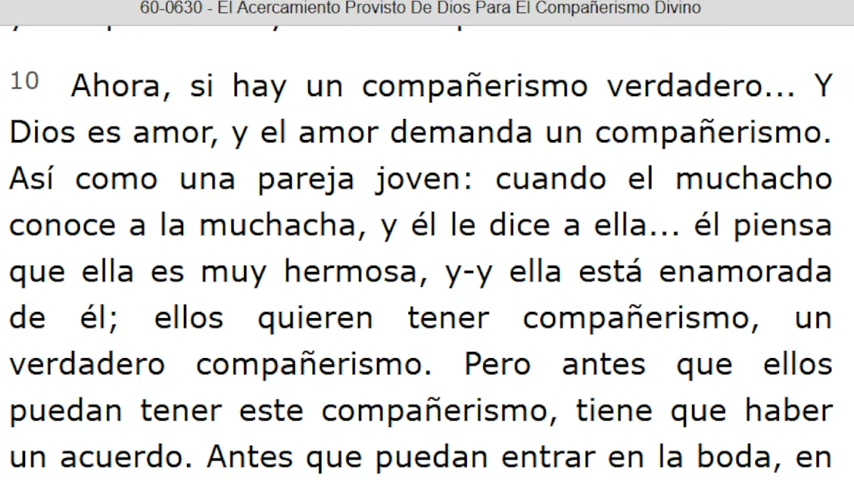 60-0630 - El Acercamiento Provisto De Dios Para El Compañerismo Divino
10 Ahora, si hay un compañerismo verdadero... Y
Dios es amor, y el amor demanda un compañerismo.
Así como una pareja joven: cuando el muchacho
conoce a la muchacha, y él le dice a ella... él piensa
que ella es muy hermosa, y-y ella está enamorada
de él; ellos quieren tener compañerismo, un
verdadero compañerismo. Pero antes que ellos
puedan tener este compañerismo, tiene que haber
un acuerdo. Antes que puedan entrar en la boda, en